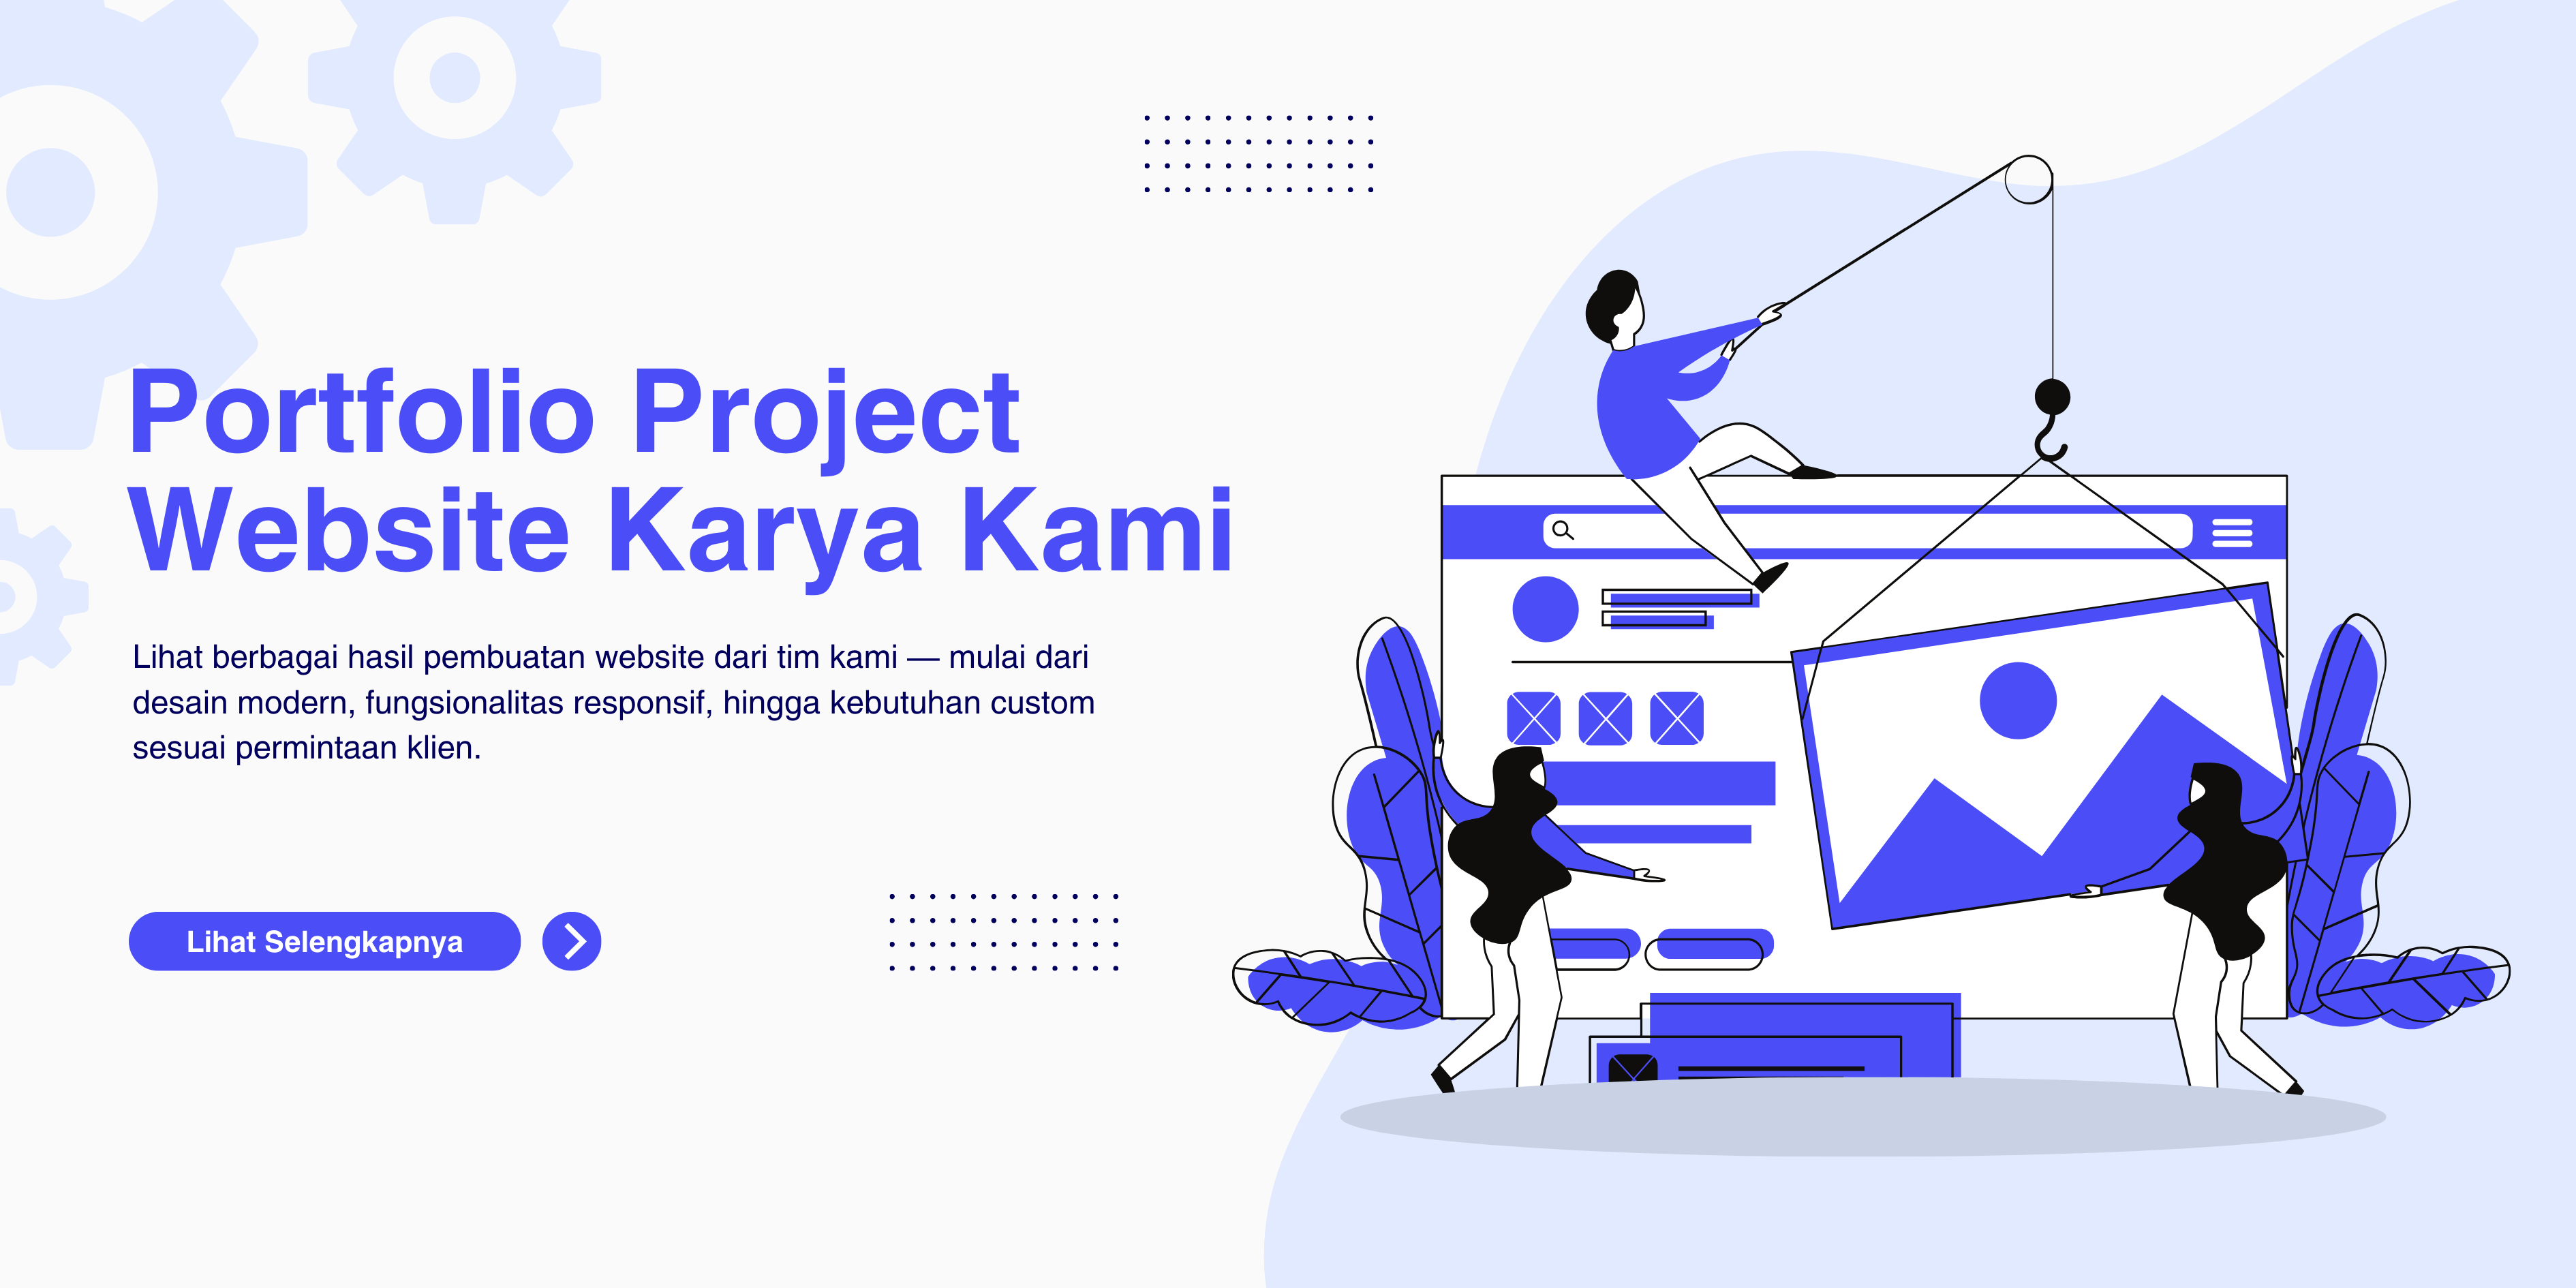 Portfolio Project
Website Karya Kami
Lihat berbagai hasil pembuatan website dari tim kami — mulai dari
desain modern, fungsionalitas responsif, hingga kebutuhan custom
sesuai permintaan klien.
Lihat Selengkapnya